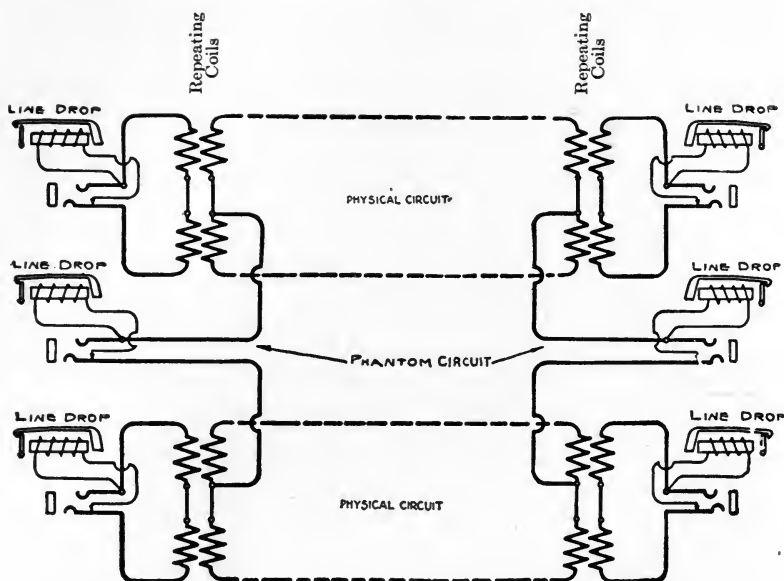 Repeating
Coils
Repeating
Coils
LINE DROP
LINE DROP
PHYSICAL CIRCUIT
LINE DROP
LINE DROP
PHANTOM CIRCUIT
LINE DROP
LINE DROP
PHYSICAL CIRCUIT